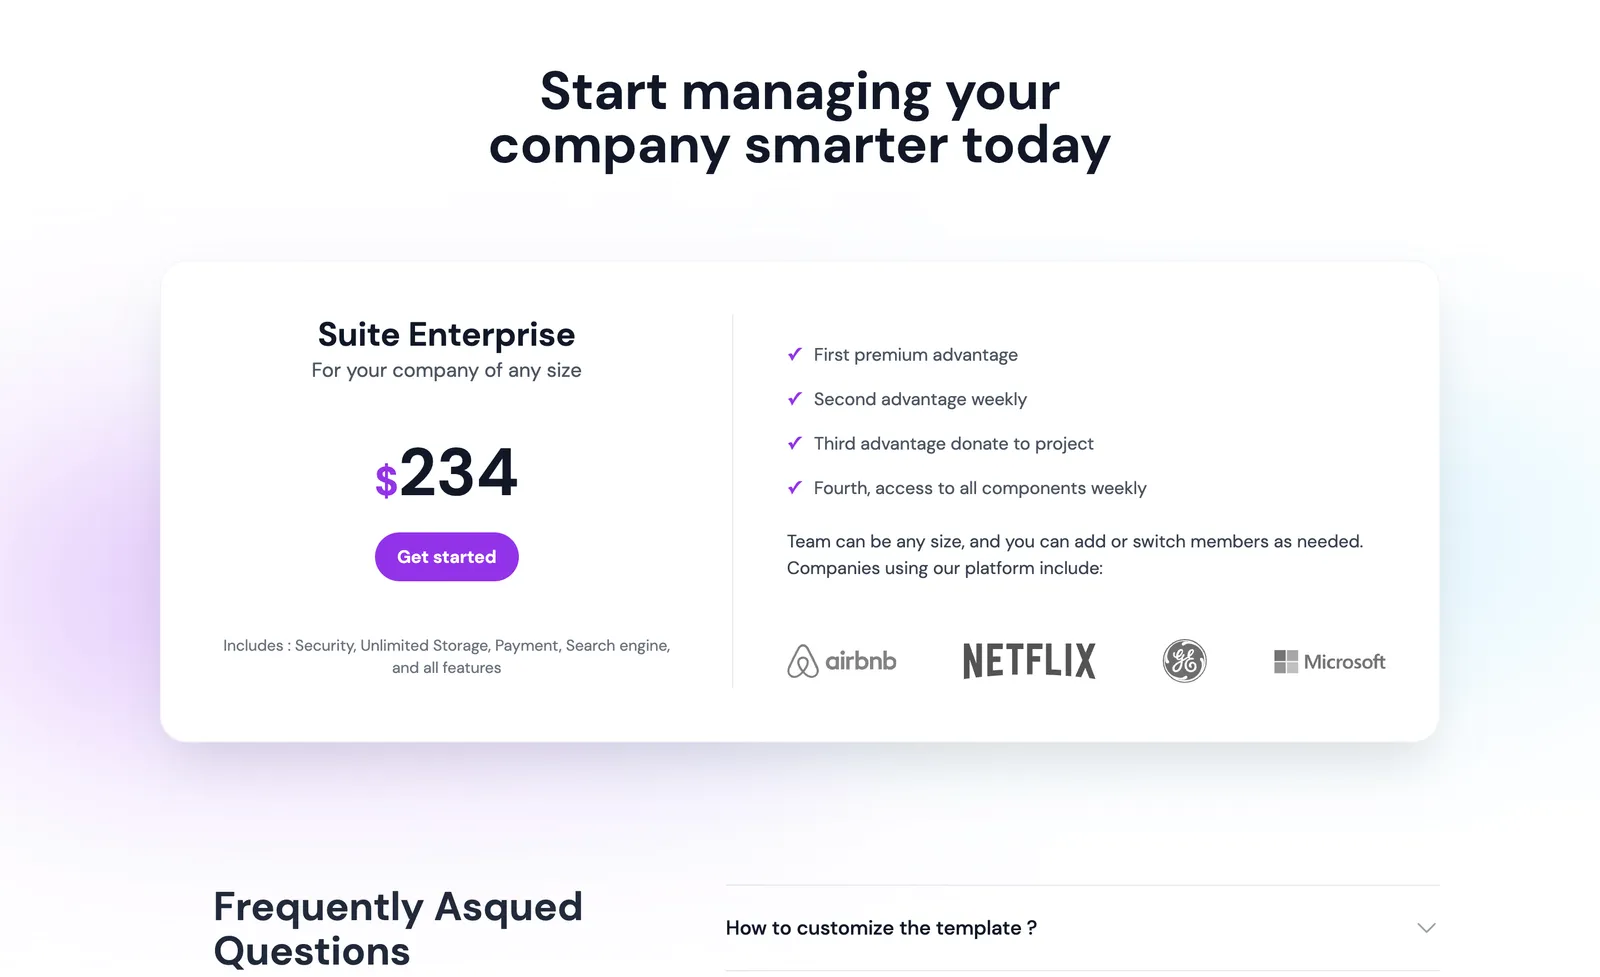 Start managing your
company smarter today
Suite Enterprise
For your company of any size
$234
Get started
Includes : Security, Unlimited Storage, Payment, Search engine,
and all features
✓ First premium advantage
✓ Second advantage weekly
✓ Third advantage donate to project
✓ Fourth, access to all components weekly
Team can be any size, and you can add or switch members as needed.
Companies using our platform include:
airbnb
NETFLIX
GE
Microsoft
Frequently Asqued
Questions
How to customize the template ?